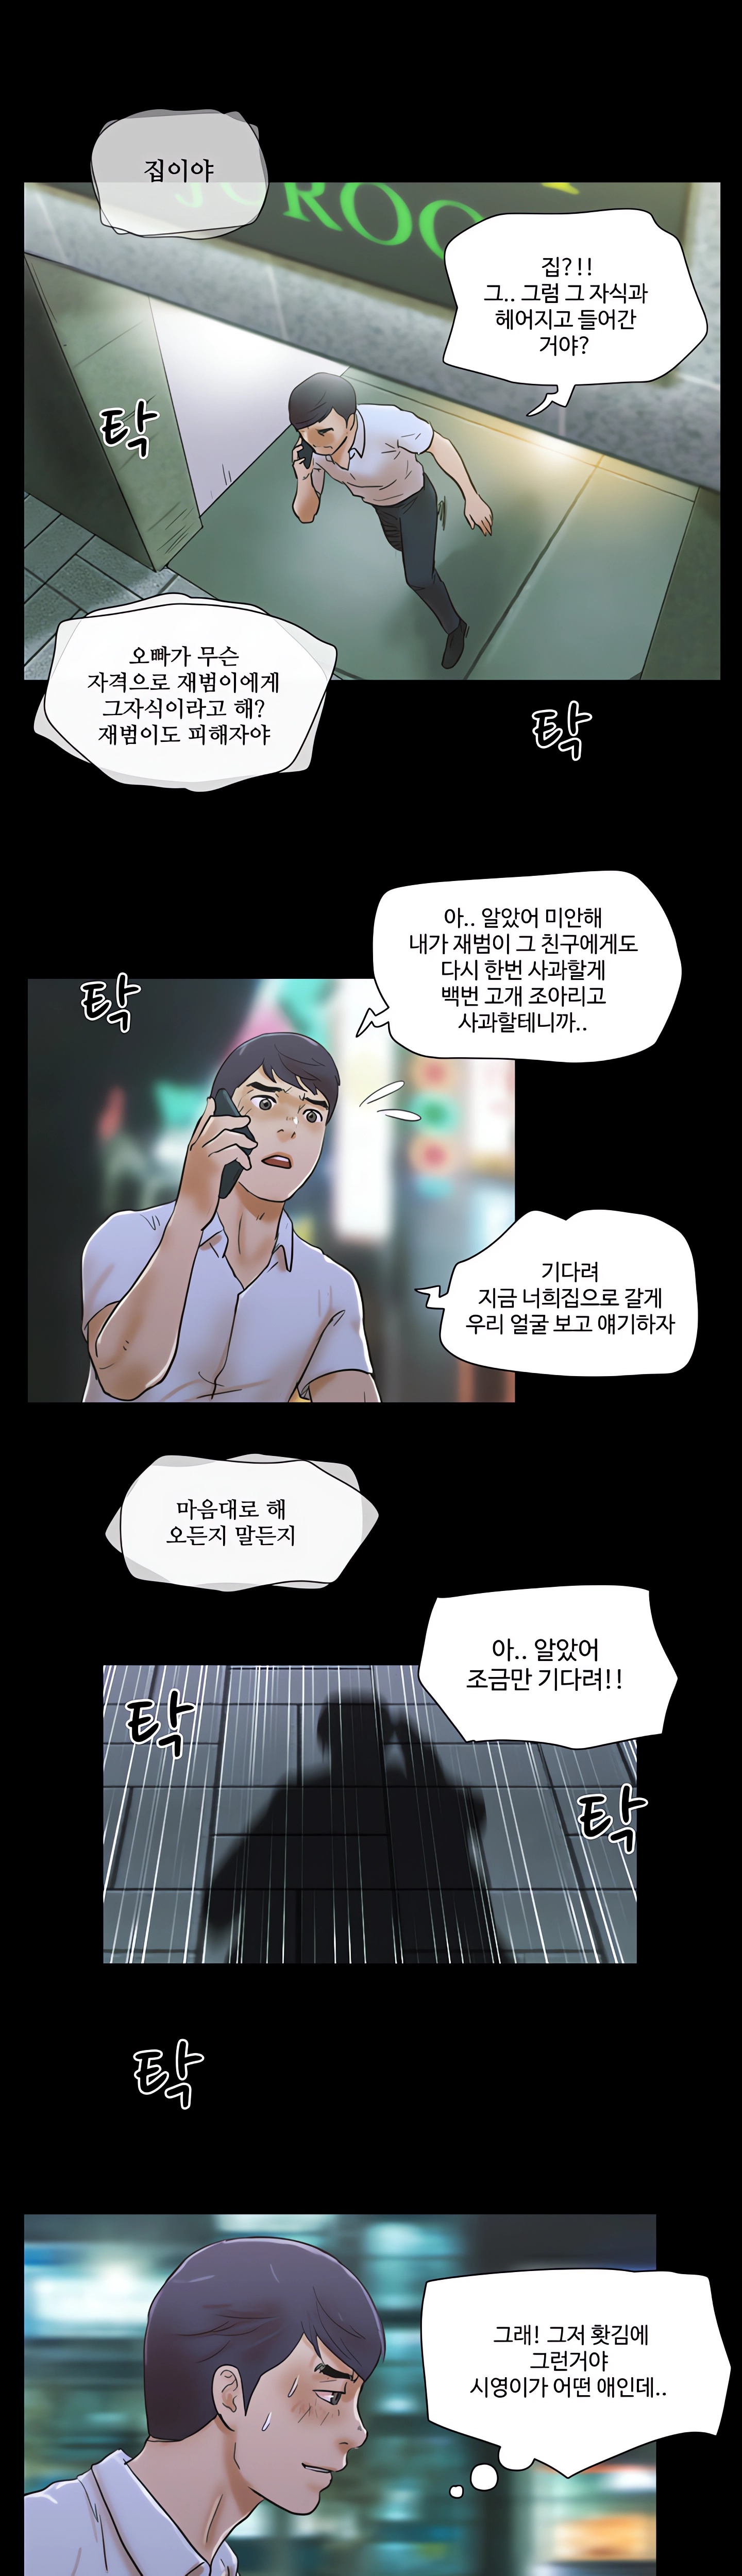 집이야
JOROO
집?!!
그.. 그럼 그 자식과
헤어지고 들어간
거야?
탁
오빠가 무슨
자격으로 재범이에게
그자식이라고 해?
재범이도 피해자야
탁
아.. 알았어 미안해
내가 재범이 그 친구에게도
다시 한번 사과할게
백번 고개 조아리고
사과할테니까..
탁
기다려
지금 너희집으로 갈게
우리 얼굴 보고 얘기하자
마음대로 해
오든지 말든지
아.. 알았어
조금만 기다려!!
탁
탁
탁
그래! 그저 홧김에
그런거야
시영이가 어떤 애인데..